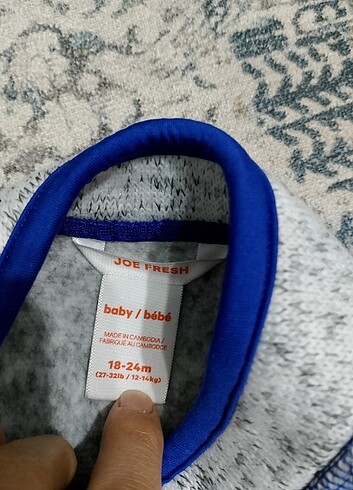 JOE FRESH
baby / bébé
MADE IN CAMBODIA /
FABRIQUÉ AU CAMBODGE
18-24m
(27-32lb / 12-14kg)